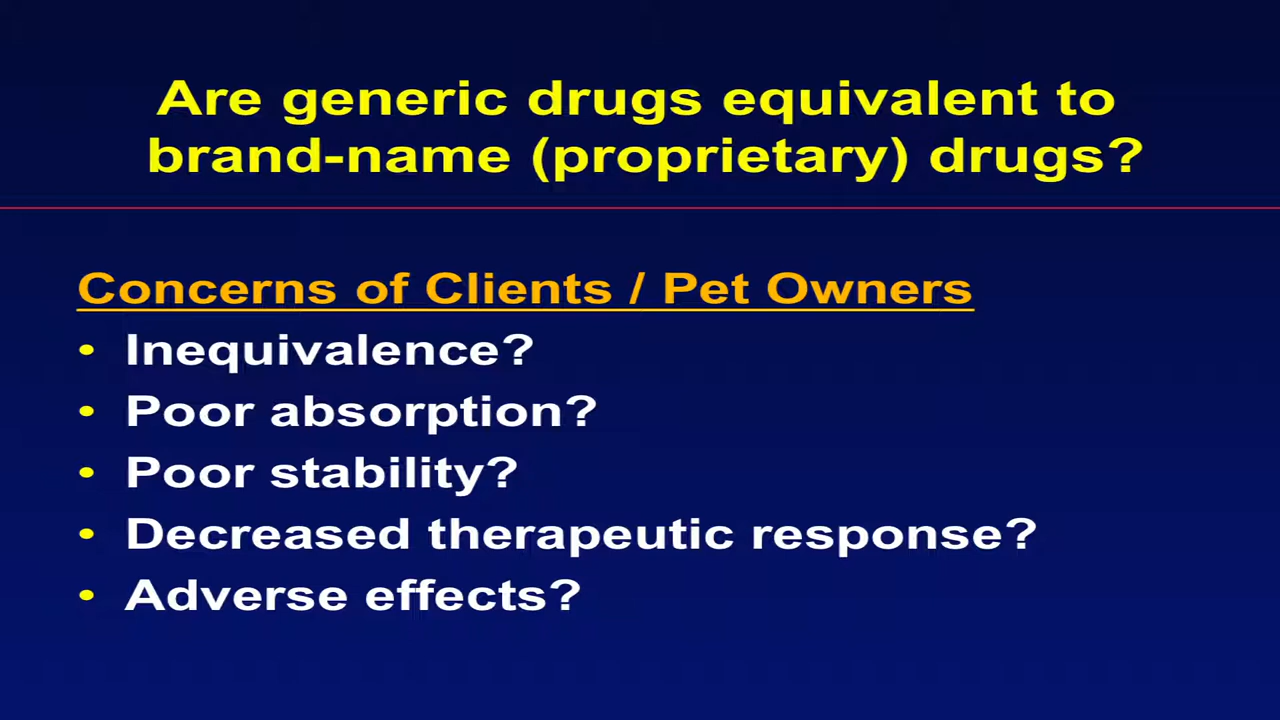 Are generic drugs equivalent to
brand-name (proprietary) drugs?
Concerns of Clients / Pet Owners
• Inequivalence?
• Poor absorption?
• Poor stability?
• Decreased therapeutic response?
• Adverse effects?